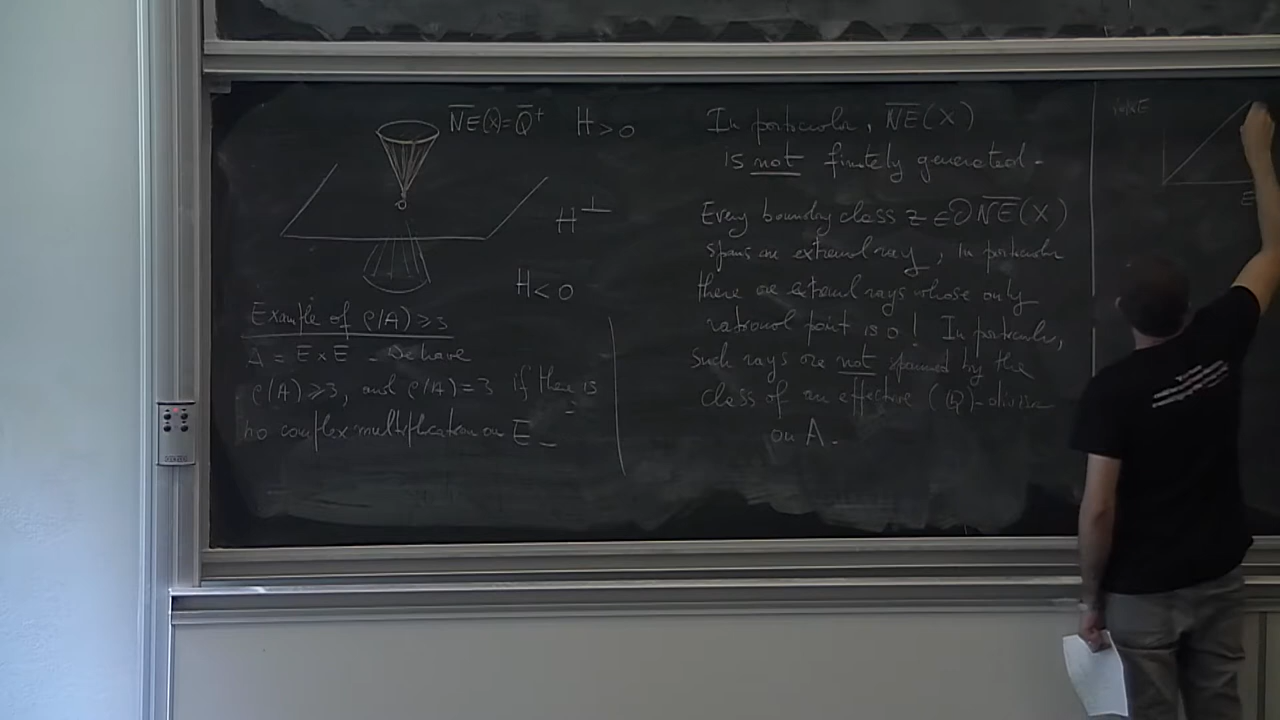 N̅E̅(X)=Q̅⁺ H>0
H^⊥
H<0
Example of ρ(A)≥3
A = E×E - We have
ρ(A)≥3, and ρ(A)=3 if there is
no complex multiplication on E -
In particular, N̅E̅(X)
is not finitely generated -
Every boundary class z∈∂N̅E̅(X)
spans an extremal ray, in particular
there are extremal rays whose only
rational point is 0! In particular,
such rays are not spanned by the
class of an effective (Q)-divisor
on A -